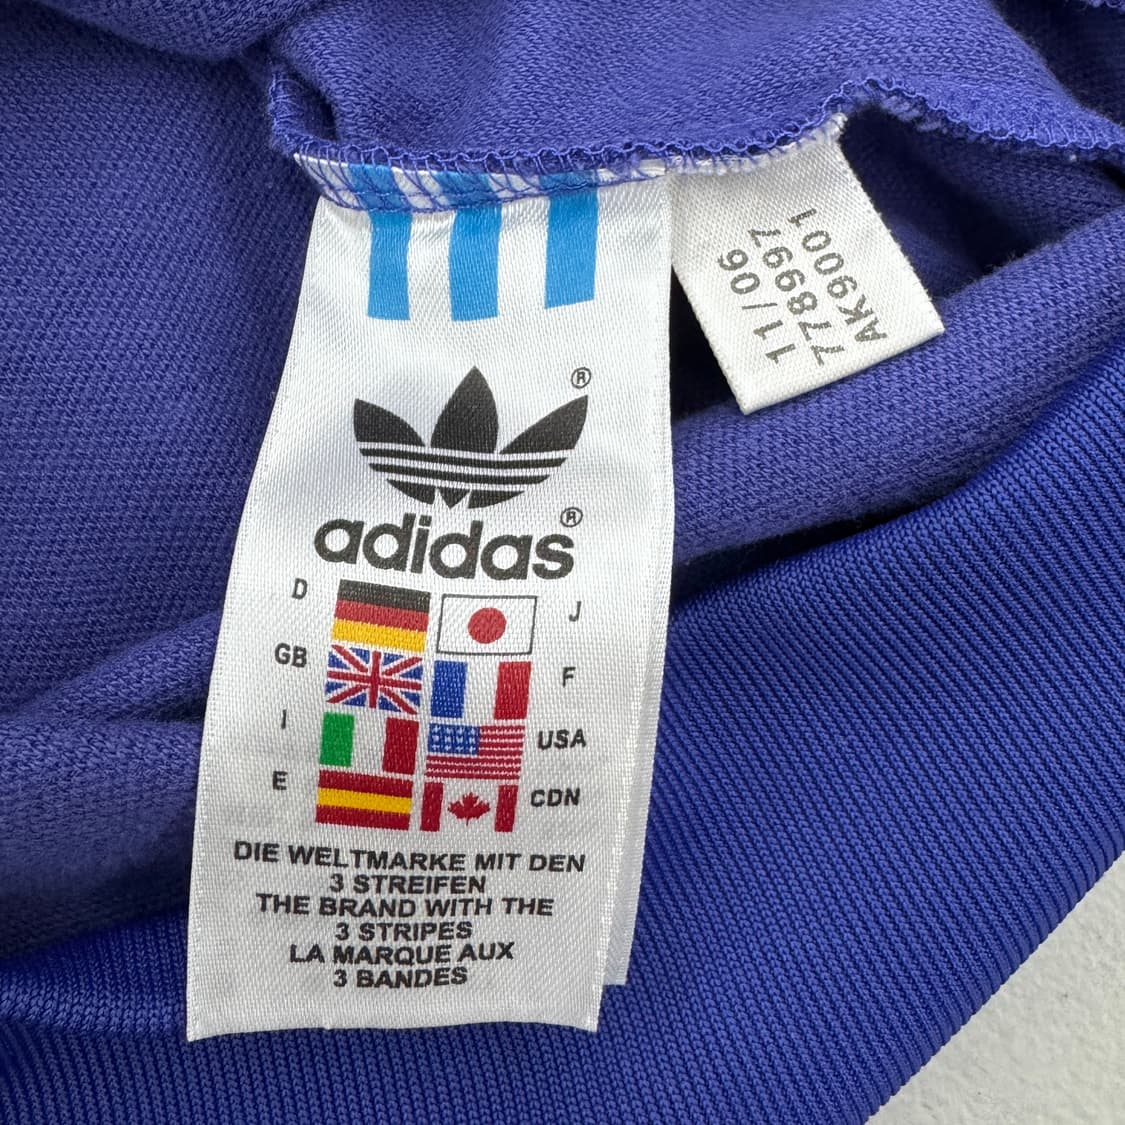 11/06
778997
AK9001
®
adidas®
D
J
GB
F
I
USA
E
CDN
DIE WELTMARKE MIT DEN
3 STREIFEN
THE BRAND WITH THE
3 STRIPES
LA MARQUE AUX
3 BANDES